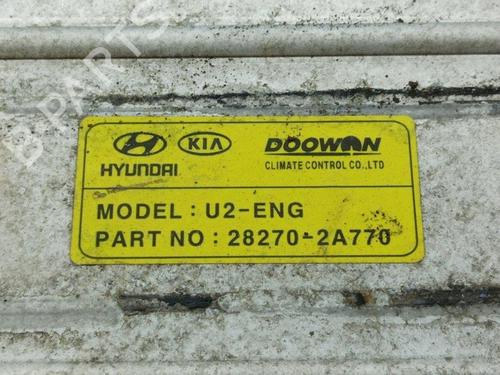 B-PARTS
HYUNDAI KIA DOOWON
CLIMATE CONTROL CO.,LTD
MODEL : U2-ENG
PART NO : 28270-2A770